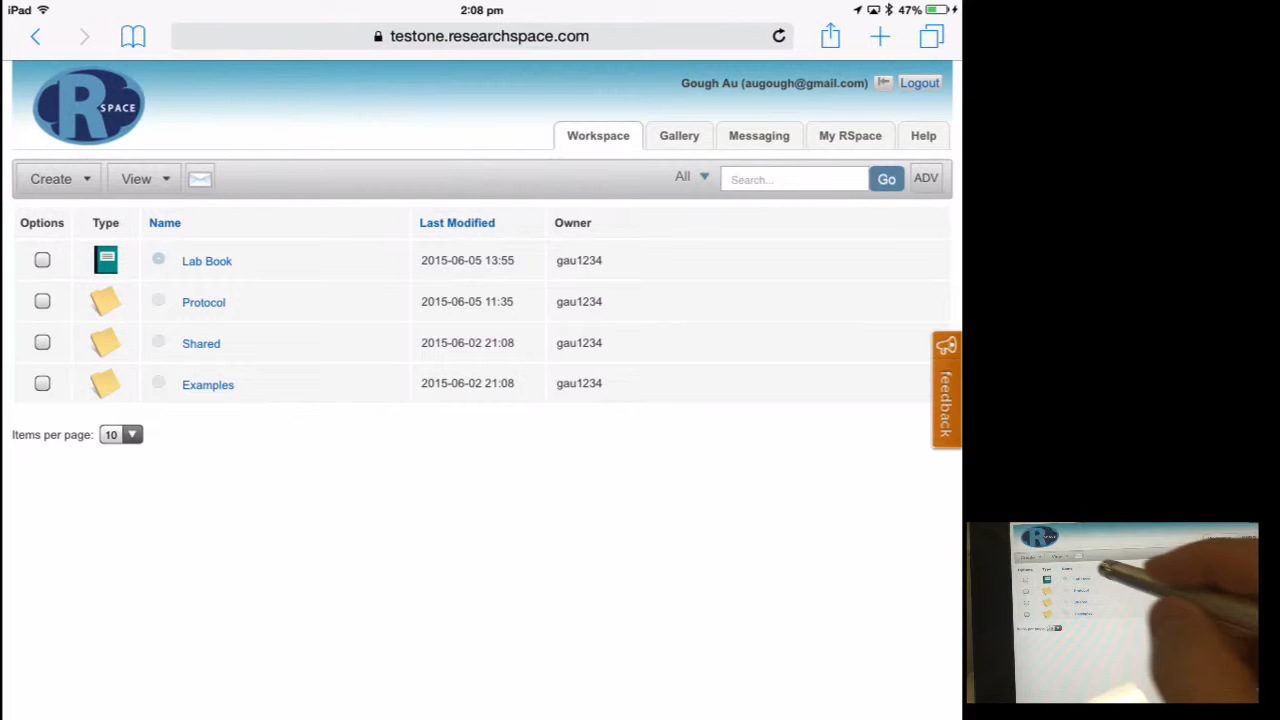 iPad 2:08 pm 47%
testone.researchspace.com
R SPACE
Gough Au (augough@gmail.com) Logout
Workspace Gallery Messaging My RSpace Help
Create View All Search... Go ADV
Options Type Name Last Modified Owner
Lab Book 2015-06-05 13:55 gau1234
Protocol 2015-06-05 11:35 gau1234
Shared 2015-06-02 21:08 gau1234
Examples 2015-06-02 21:08 gau1234
feedback
Items per page: 10